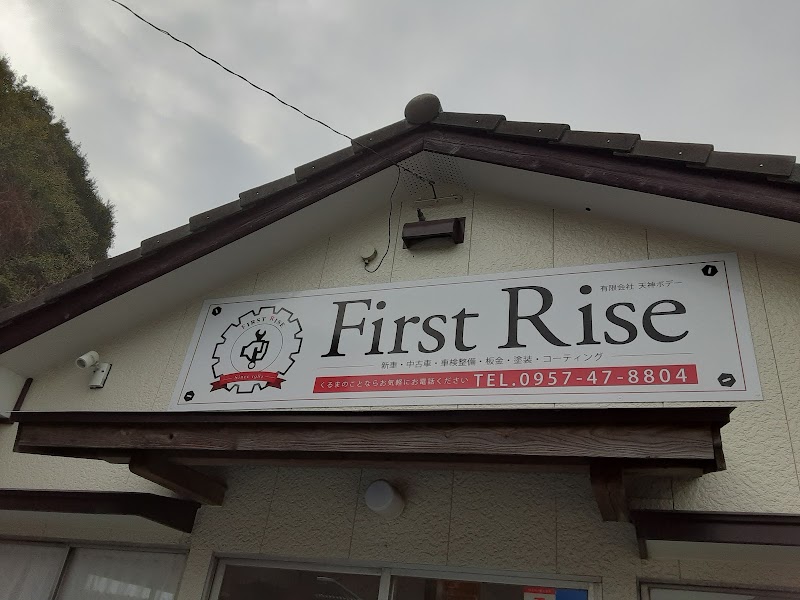 有限会社 天神ボデー
First Rise
新車・中古車・車検整備・板金・塗装・コーティング
くるまのことならお気軽にお電話ください TEL.0957-47-8804
FIRST RISE